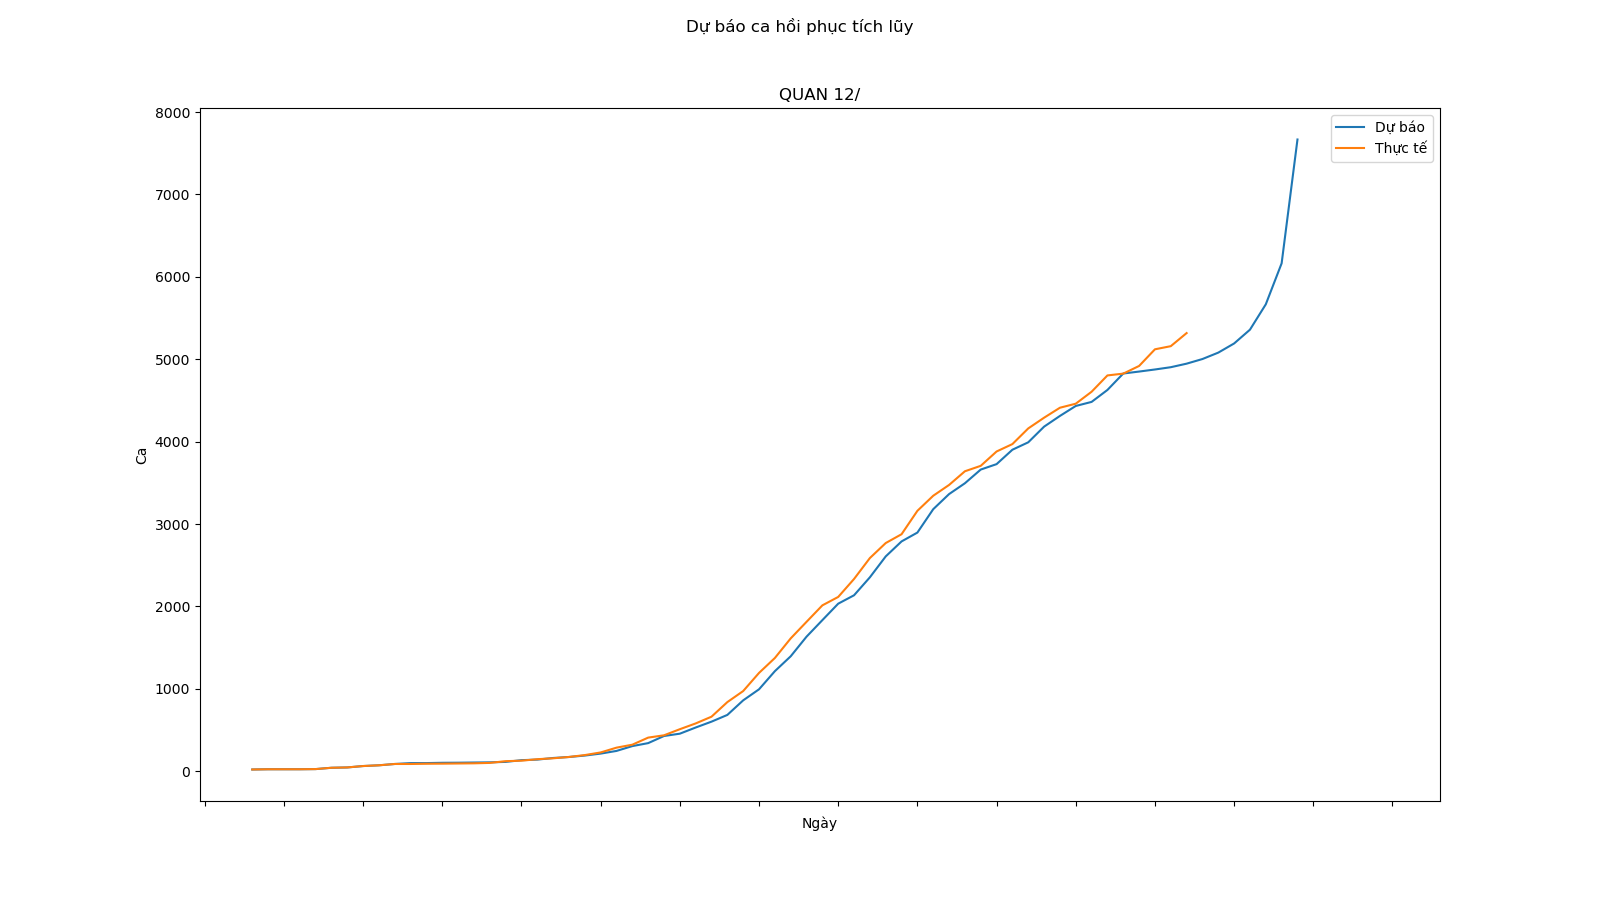 Dự báo ca hồi phục tích lũy
QUAN 12/
8000
7000
6000
5000
4000
3000
2000
1000
0
Ca
Ngày
Dự báo
Thực tế